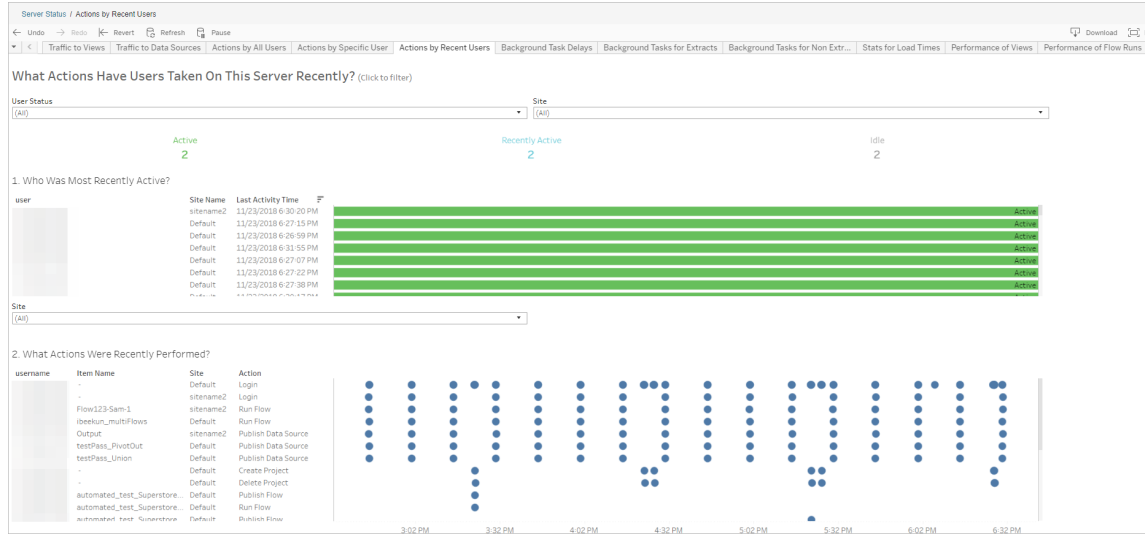 Server Status / Actions by Recent Users
Undo Redo Revert Refresh Pause Download
Traffic to Views Traffic to Data Sources Actions by All Users Actions by Specific User Actions by Recent Users Background Task Delays Background Tasks for Extracts Background Tasks for Non Extr... Stats for Load Times Performance of Views Performance of Flow Runs
What Actions Have Users Taken On This Server Recently? (Click to filter)
User Status Site
(All) (All)
Active Recently Active Idle
2 2 2
1. Who Was Most Recently Active?
user Site Name Last Activity Time
sitename2 11/23/2018 6:30:20 PM Active
Default 11/23/2018 6:27:15 PM Active
Default 11/23/2018 6:26:59 PM Active
Default 11/23/2018 6:31:55 PM Active
Default 11/23/2018 6:27:07 PM Active
Default 11/23/2018 6:27:22 PM Active
Default 11/23/2018 6:27:38 PM Active
Site
(All)
2. What Actions Were Recently Performed?
username Item Name Site Action
- Default Login
- sitename2 Login
Flow123-Sam-1 sitename2 Run Flow
ibeekun_multiFlows Default Run Flow
Output sitename2 Publish Data Source
testPass_PivotOut Default Publish Data Source
testPass_Union Default Publish Data Source
- Default Create Project
- Default Delete Project
automated_test_Superstore... Default Publish Flow
automated_test_Superstore... Default Run Flow
automated_test_Superstore... Default Publish Flow
3:02 PM 3:32 PM 4:02 PM 4:32 PM 5:02 PM 5:32 PM 6:02 PM 6:32 PM